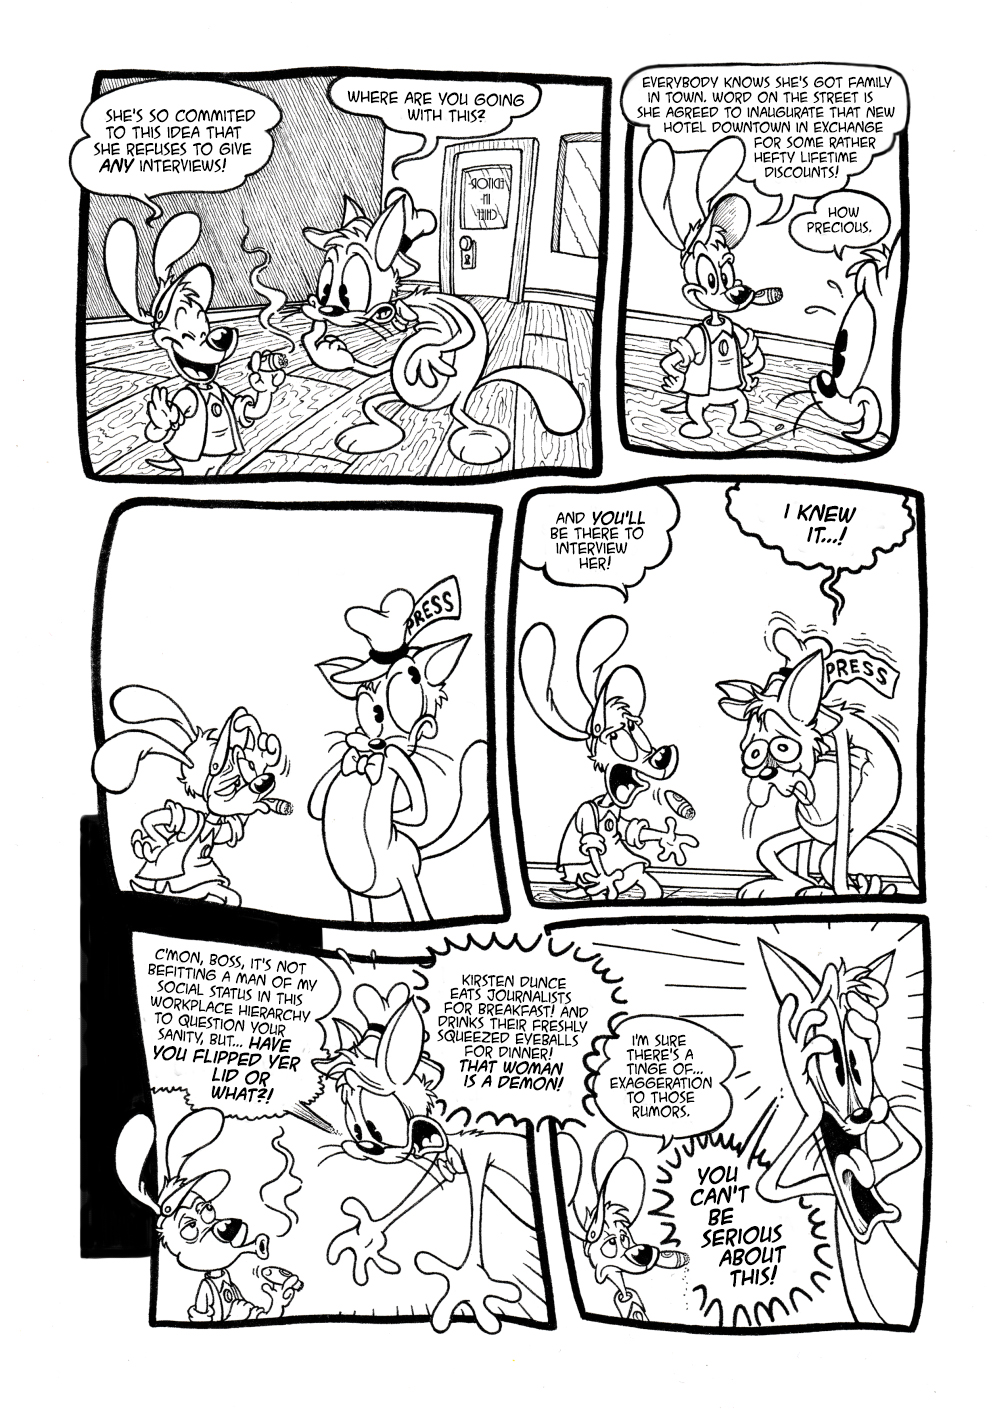 SHE'S SO COMMITED
TO THIS IDEA THAT
SHE REFUSES TO GIVE
ANY INTERVIEWS!
WHERE ARE YOU GOING
WITH THIS?
EDITOR-
IN-
CHIEF
EVERYBODY KNOWS SHE'S GOT FAMILY
IN TOWN. WORD ON THE STREET IS
SHE AGREED TO INAUGURATE THAT NEW
HOTEL DOWNTOWN IN EXCHANGE
FOR SOME RATHER
HEFTY LIFETIME
DISCOUNTS!
HOW
PRECIOUS.
PRESS
AND YOU'LL
BE THERE TO
INTERVIEW
HER!
I KNEW
IT...!
PRESS
C'MON, BOSS, IT'S NOT
BEFITTING A MAN OF MY
SOCIAL STATUS IN THIS
WORKPLACE HIERARCHY
TO QUESTION YOUR
SANITY, BUT... HAVE
YOU FLIPPED YER
LID OR
WHAT?!
KIRSTEN DUNCE
EATS JOURNALISTS
FOR BREAKFAST! AND
DRINKS THEIR FRESHLY
SQUEEZED EYEBALLS
FOR DINNER!
THAT WOMAN
IS A DEMON!
I'M SURE
THERE'S A
TINGE OF...
EXAGGERATION
TO THOSE
RUMORS.
YOU
CAN'T
BE
SERIOUS
ABOUT
THIS!